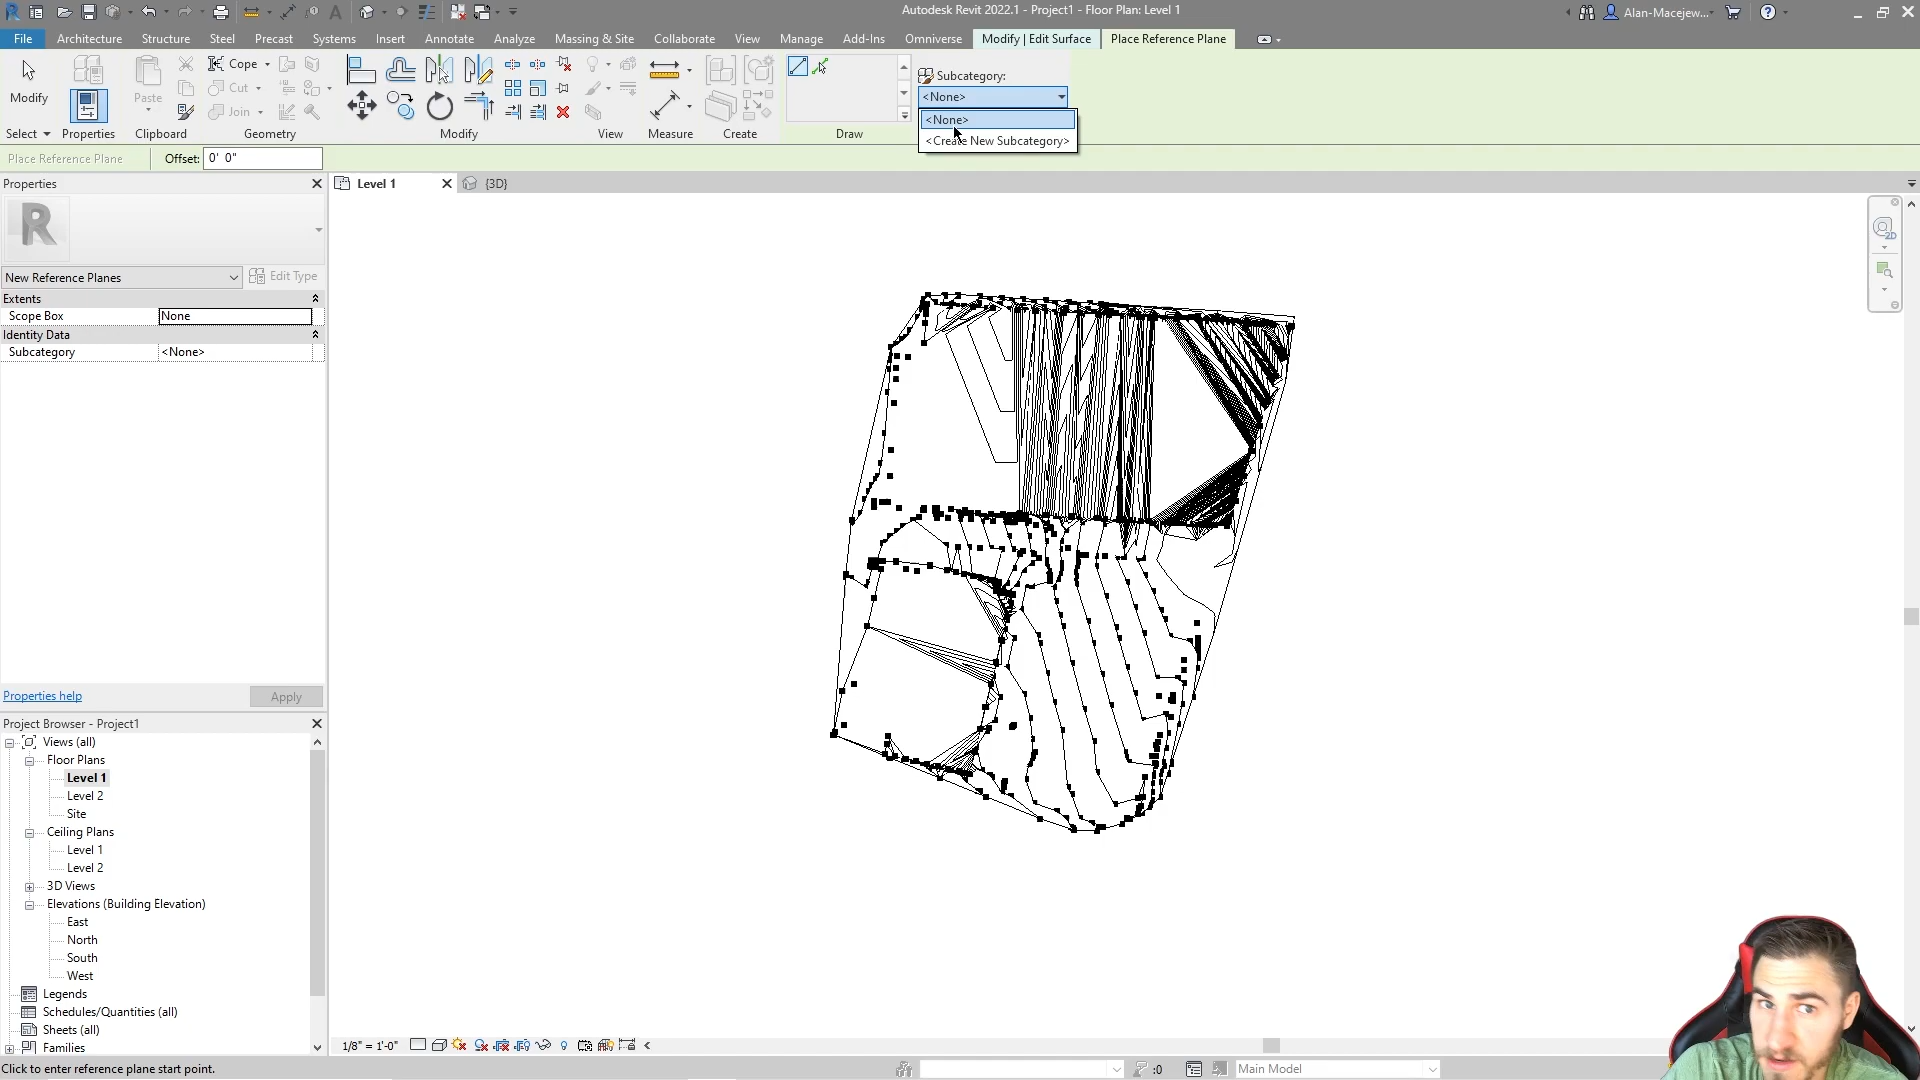 Autodesk Revit 2022.1 - Project1 - Floor Plan: Level 1
Alan-Macejew...
File Architecture Structure Steel Precast Systems Insert Annotate Analyze Massing & Site Collaborate View Manage Add-Ins Omniverse Modify | Edit Surface Place Reference Plane
Modify
Paste
Cope
Cut
Join
Subcategory:
<None>
<None>
<Create New Subcategory>
Select Properties Clipboard Geometry Modify View Measure Create Draw
Place Reference Plane Offset: 0' 0"
Properties
Level 1
{3D}
R
New Reference Planes
Edit Type
Extents
Scope Box None
Identity Data
Subcategory <None>
Properties help
Apply
Project Browser - Project1
Views (all)
Floor Plans
Level 1
Level 2
Site
Ceiling Plans
Level 1
Level 2
3D Views
Elevations (Building Elevation)
East
North
South
West
Legends
Schedules/Quantities (all)
Sheets (all)
Families
1/8" = 1'-0"
Click to enter reference plane start point.
:0
Main Model
2D